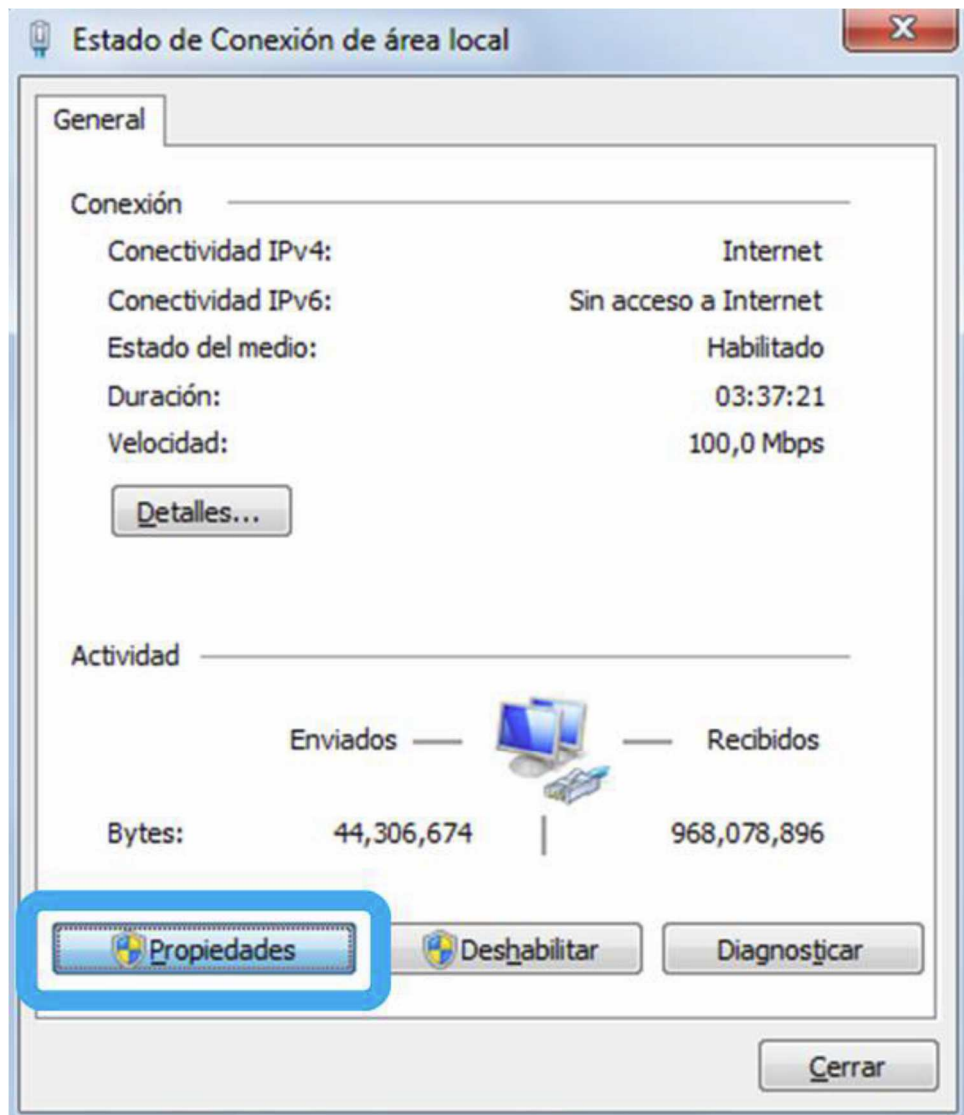 Estado de Conexión de área local
General
Conexión
Conectividad IPv4: Internet
Conectividad IPv6: Sin acceso a Internet
Estado del medio: Habilitado
Duración: 03:37:21
Velocidad: 100,0 Mbps
Detalles...
Actividad
Enviados Recibidos
Bytes: 44,306,674 968,078,896
Propiedades Deshabilitar Diagnosticar
Cerrar